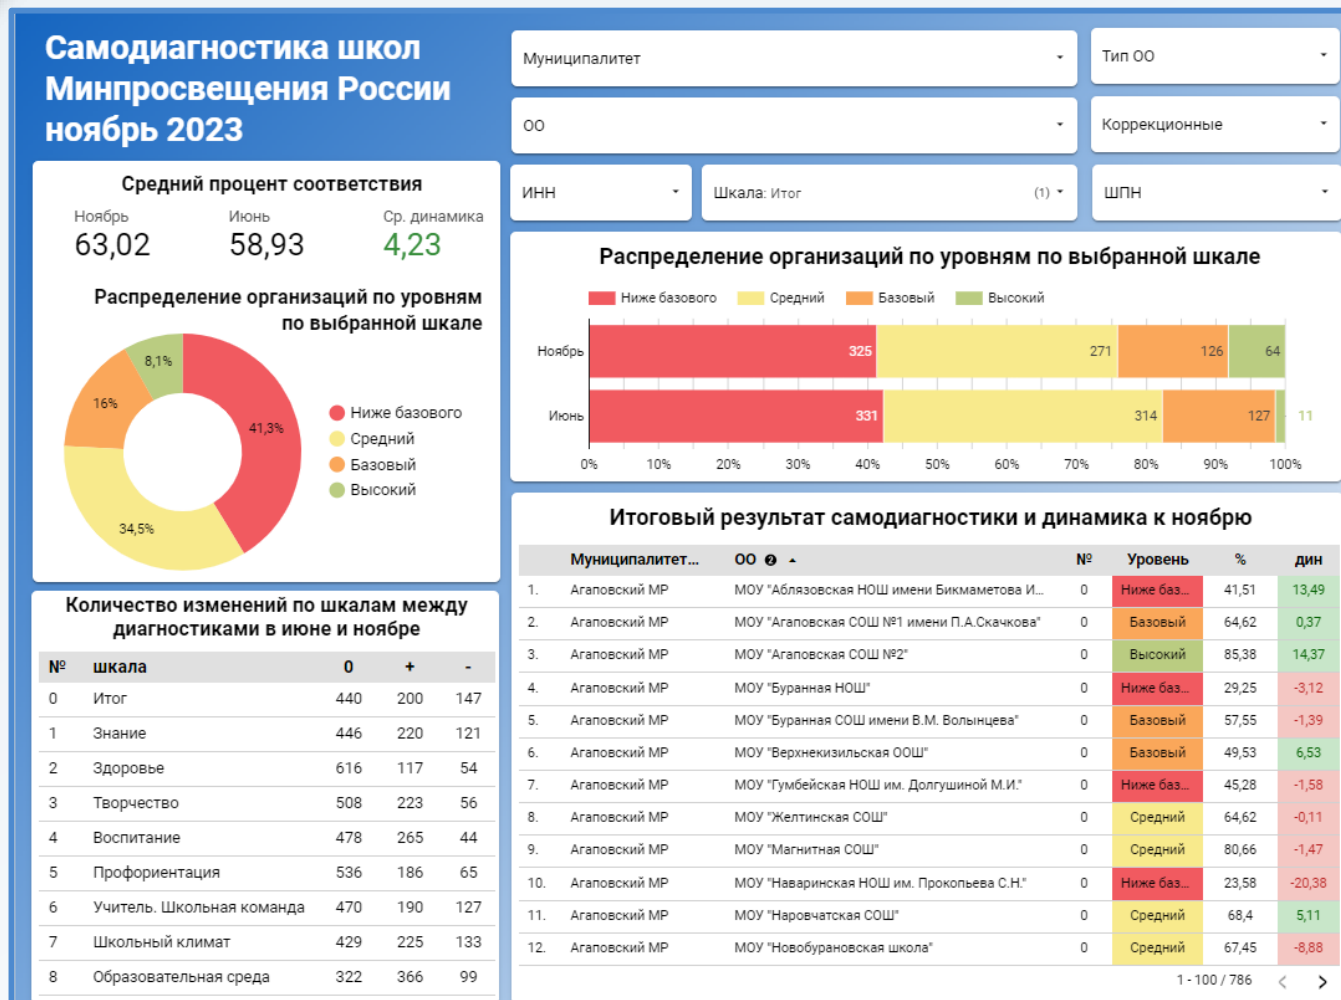 Самодиагностика школ
Минпросвещения России
ноябрь 2023
Муниципалитет
Тип ОО
ОО
Коррекционные
ИНН
Шкала: Итог (1)
ШПН
Средний процент соответствия
Ноябрь Июнь Ср. динамика
63,02 58,93 4,23
Распределение организаций по уровням
по выбранной шкале
8,1%
16%
41,3%
34,5%
Ниже базового
Средний
Базовый
Высокий
Распределение организаций по уровням по выбранной шкале
Ниже базового Средний Базовый Высокий
Ноябрь 325 271 126 64
Июнь 331 314 127 11
0% 10% 20% 30% 40% 50% 60% 70% 80% 90% 100%
Количество изменений по шкалам между
диагностиками в июне и ноябре
№ шкала 0 + -
0 Итог 440 200 147
1 Знание 446 220 121
2 Здоровье 616 117 54
3 Творчество 508 223 56
4 Воспитание 478 265 44
5 Профориентация 536 186 65
6 Учитель. Школьная команда 470 190 127
7 Школьный климат 429 225 133
8 Образовательная среда 322 366 99
Итоговый результат самодиагностики и динамика к ноябрю
Муниципалитет... ОО 2 № Уровень % дин
1. Агаповский МР МОУ "Аблязовская НОШ имени Бикмаметова И... 0 Ниже баз... 41,51 13,49
2. Агаповский МР МОУ "Агаповская СОШ №1 имени П.А.Скачкова" 0 Базовый 64,62 0,37
3. Агаповский МР МОУ "Агаповская СОШ №2" 0 Высокий 85,38 14,37
4. Агаповский МР МОУ "Буранная НОШ" 0 Ниже баз... 29,25 -3,12
5. Агаповский МР МОУ "Буранная СОШ имени В.М. Волынцева" 0 Базовый 57,55 -1,39
6. Агаповский МР МОУ "Верхнекизильская ООШ" 0 Базовый 49,53 6,53
7. Агаповский МР МОУ "Гумбейская НОШ им. Долгушиной М.И." 0 Ниже баз... 45,28 -1,58
8. Агаповский МР МОУ "Желтинская СОШ" 0 Средний 64,62 -0,11
9. Агаповский МР МОУ "Магнитная СОШ" 0 Средний 80,66 -1,47
10. Агаповский МР МОУ "Наваринская НОШ им. Прокопьева С.Н." 0 Ниже баз... 23,58 -20,38
11. Агаповский МР МОУ "Наровчатская СОШ" 0 Средний 68,4 5,11
12. Агаповский МР МОУ "Новобурановская школа" 0 Средний 67,45 -8,88
1 - 100 / 786